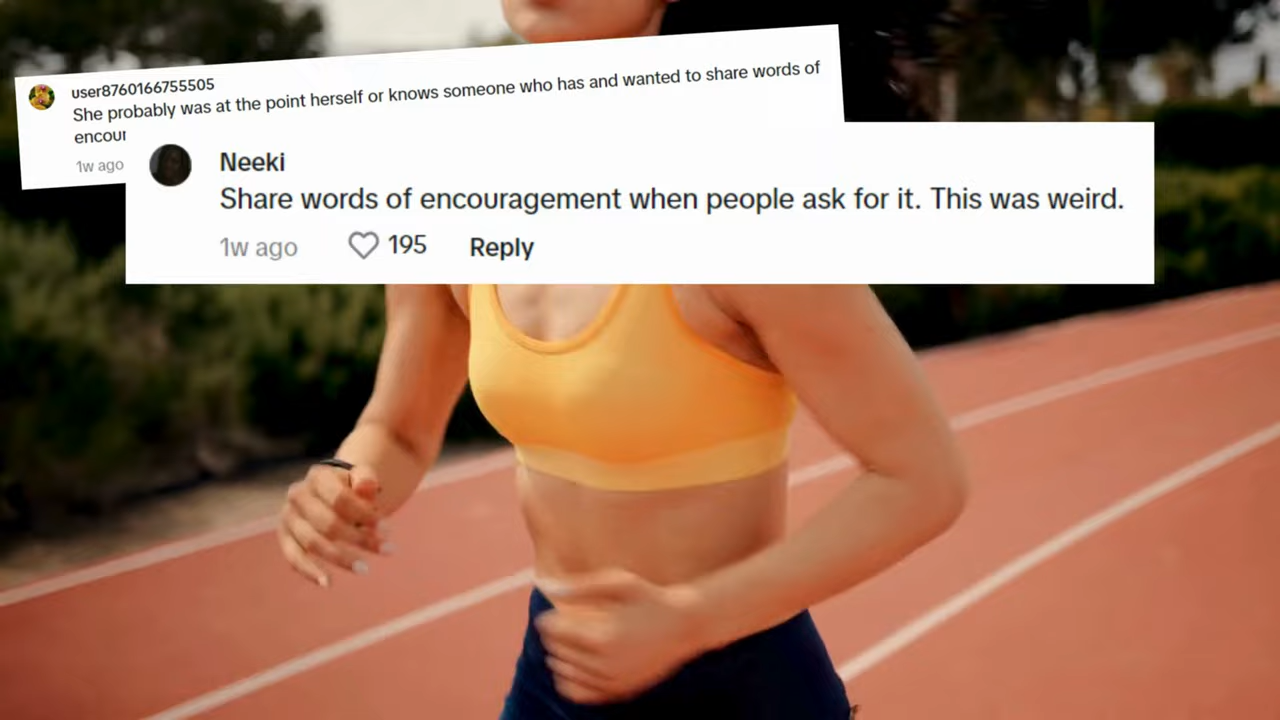 user8760166755505
She probably was at the point herself or knows someone who has and wanted to share words of
encour
1w ago
Neeki
Share words of encouragement when people ask for it. This was weird.
1w ago 195 Reply